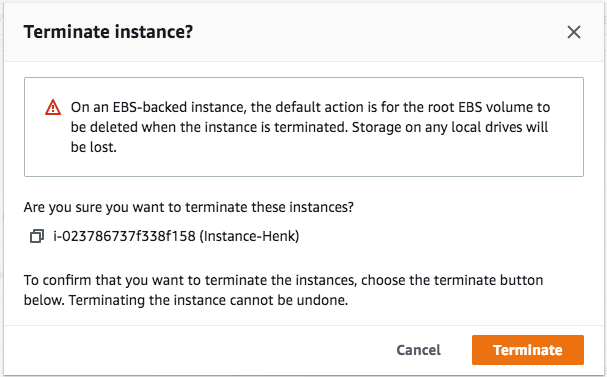 Terminate instance?
On an EBS-backed instance, the default action is for the root EBS volume to
be deleted when the instance is terminated. Storage on any local drives will
be lost.
Are you sure you want to terminate these instances?
i-023786737f338f158 (Instance-Henk)
To confirm that you want to terminate the instances, choose the terminate button
below. Terminating the instance cannot be undone.
Cancel
Terminate